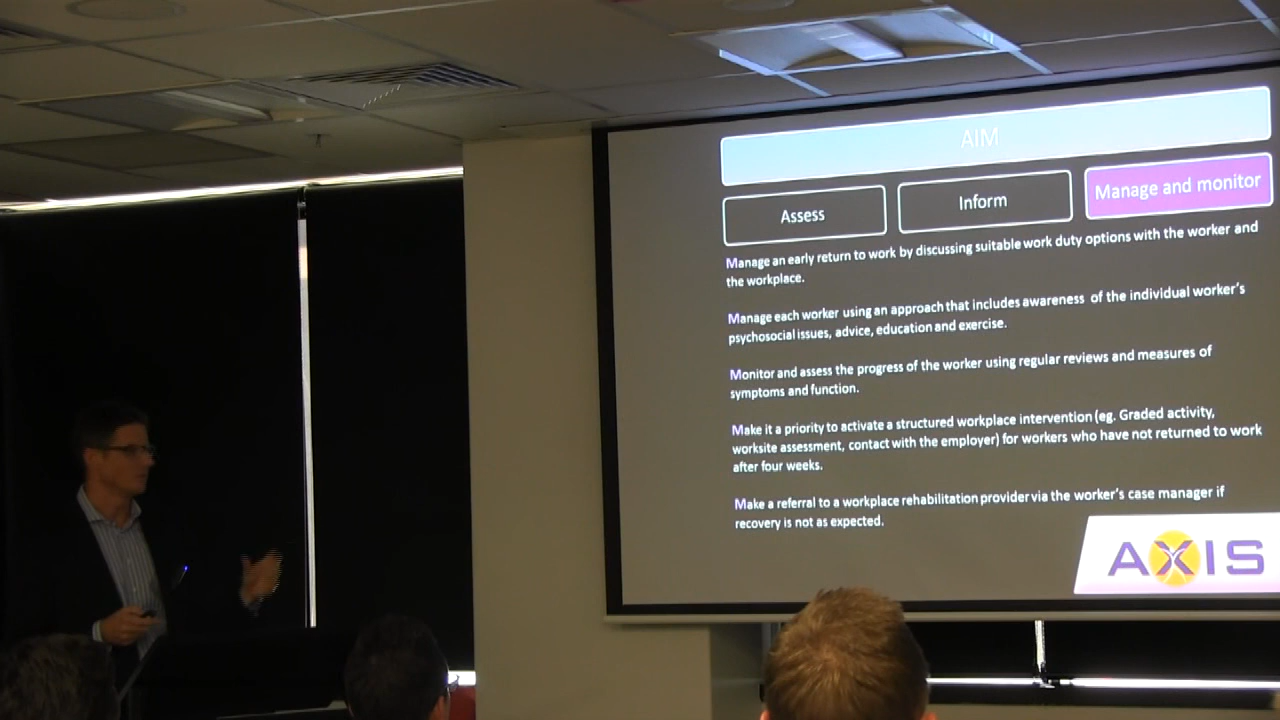 AIM
Assess
Inform
Manage and monitor
Manage an early return to work by discussing suitable work duty options with the worker and
the workplace.
Manage each worker using an approach that includes awareness of the individual worker's
psychosocial issues, advice, education and exercise.
Monitor and assess the progress of the worker using regular reviews and measures of
symptoms and function.
Make it a priority to activate a structured workplace intervention (eg. Graded activity,
worksite assessment, contact with the employer) for workers who have not returned to work
after four weeks.
Make a referral to a workplace rehabilitation provider via the worker's case manager if
recovery is not as expected.
AXIS